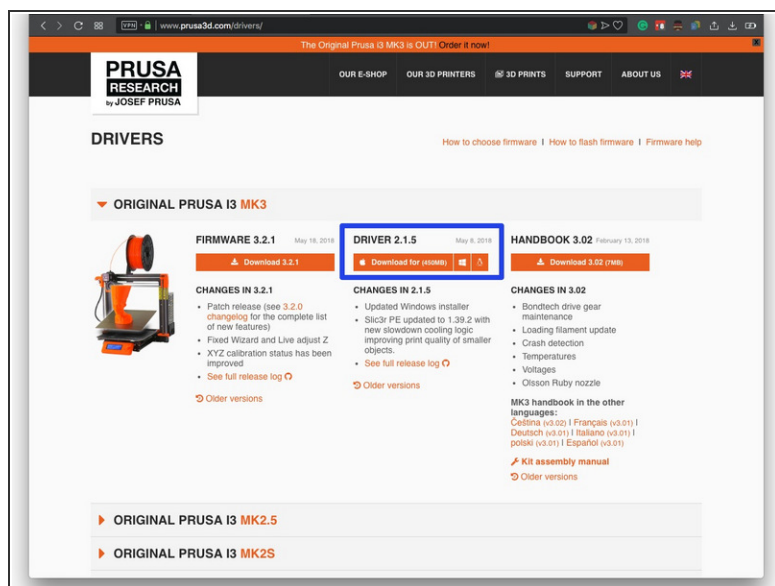 VPN www.prusa3d.com/drivers/
The Original Prusa i3 MK3 is OUT! Order it now!
PRUSA
RESEARCH
by JOSEF PRUSA
OUR E-SHOP OUR 3D PRINTERS 3D PRINTS SUPPORT ABOUT US
DRIVERS
How to choose firmware I How to flash firmware I Firmware help
ORIGINAL PRUSA I3 MK3
FIRMWARE 3.2.1 May 18, 2018
Download 3.2.1
CHANGES IN 3.2.1
• Patch release (see 3.2.0
changelog for the complete list
of new features)
• Fixed Wizard and Live adjust Z
• XYZ calibration status has been
improved
• See full release log
Older versions
DRIVER 2.1.5 May 8, 2018
Download for (450MB)
CHANGES IN 2.1.5
• Updated Windows installer
• Slic3r PE updated to 1.39.2 with
new slowdown cooling logic
improving print quality of smaller
objects.
• See full release log
Older versions
HANDBOOK 3.02 February 13, 2018
Download 3.02 (7MB)
CHANGES IN 3.02
• Bondtech drive gear
maintenance
• Loading filament update
• Crash detection
• Temperatures
• Voltages
• Olsson Ruby nozzle
MK3 handbook in the other
languages:
Čeština (v3.02) I Français (v3.01) I
Deutsch (v3.01) I Italiano (v3.01) I
polski (v3.01) I Español (v3.01)
Kit assembly manual
Older versions
ORIGINAL PRUSA I3 MK2.5
ORIGINAL PRUSA I3 MK2S